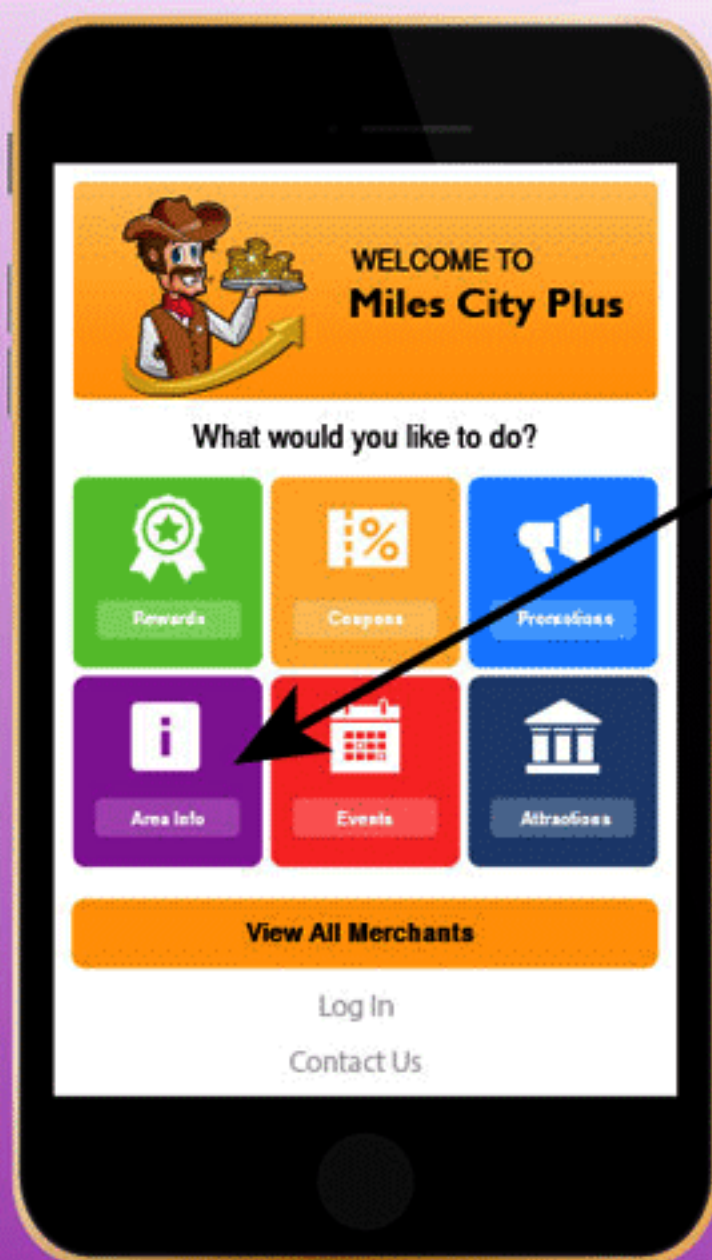 WELCOME TO
Miles City Plus
What would you like to do?
Rewards
Coupons
Promotions
Area Info
Events
Attractions
View All Merchants
Log In
Contact Us